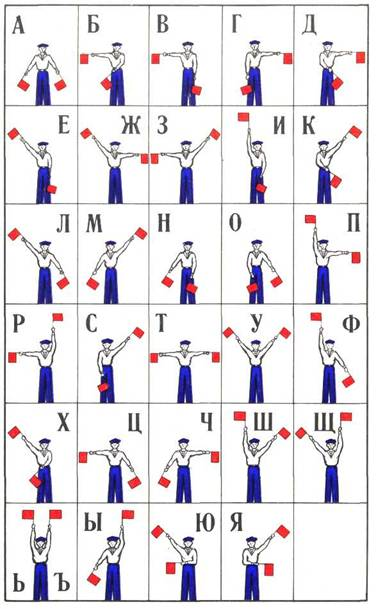 А Б В Г Д
Е Ж З И К
Л М Н О П
Р С Т У Ф
Х Ц Ч Ш Щ
Ь Ъ Ы Ю Я